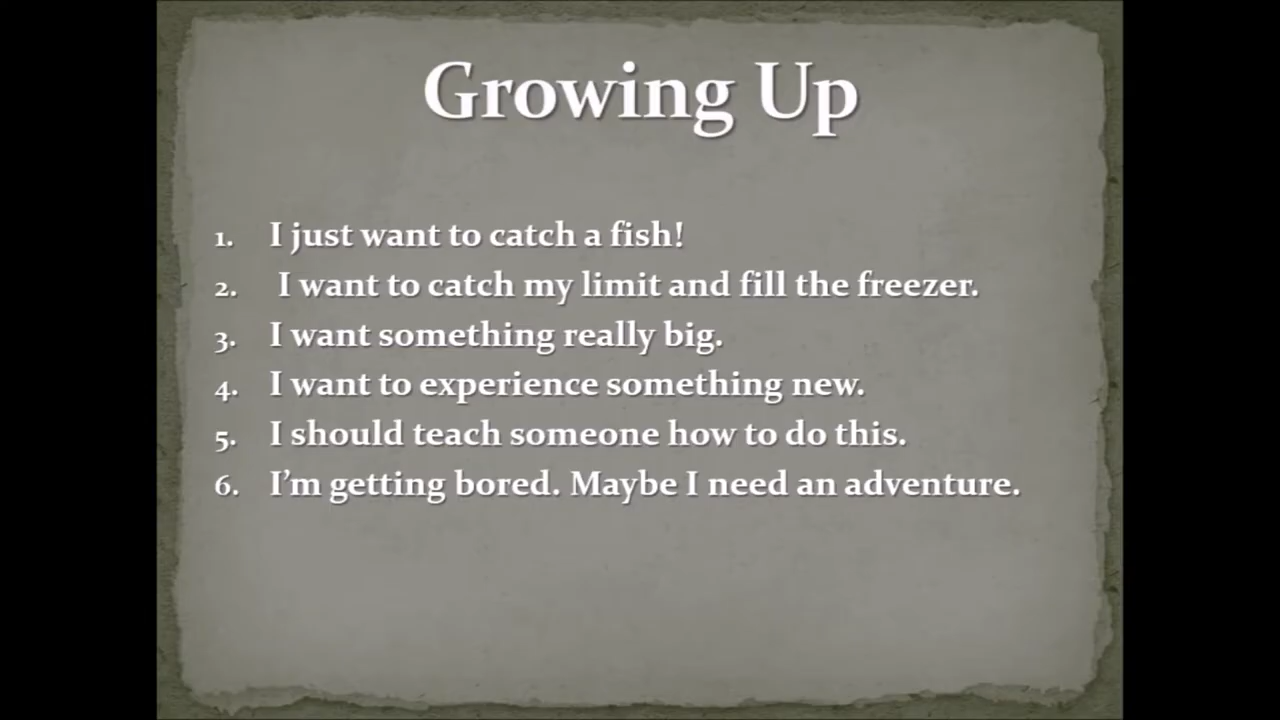 Growing Up
1. I just want to catch a fish!
2. I want to catch my limit and fill the freezer.
3. I want something really big.
4. I want to experience something new.
5. I should teach someone how to do this.
6. I’m getting bored. Maybe I need an adventure.